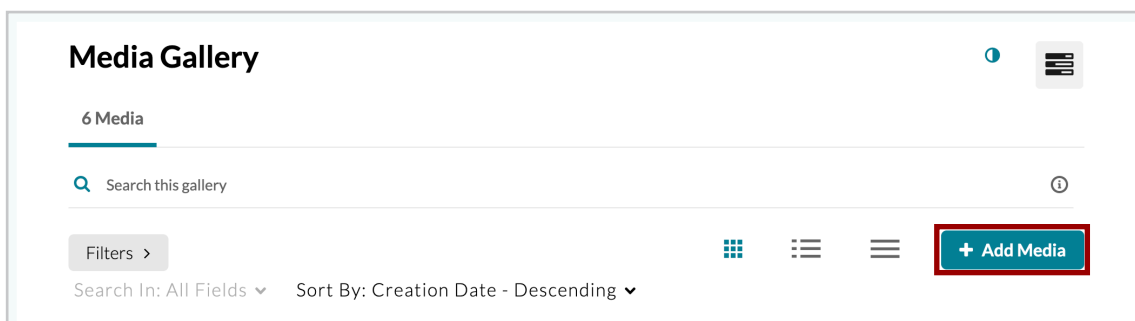 Media Gallery
6 Media
Search this gallery
Filters >
+ Add Media
Search In: All Fields
Sort By: Creation Date - Descending